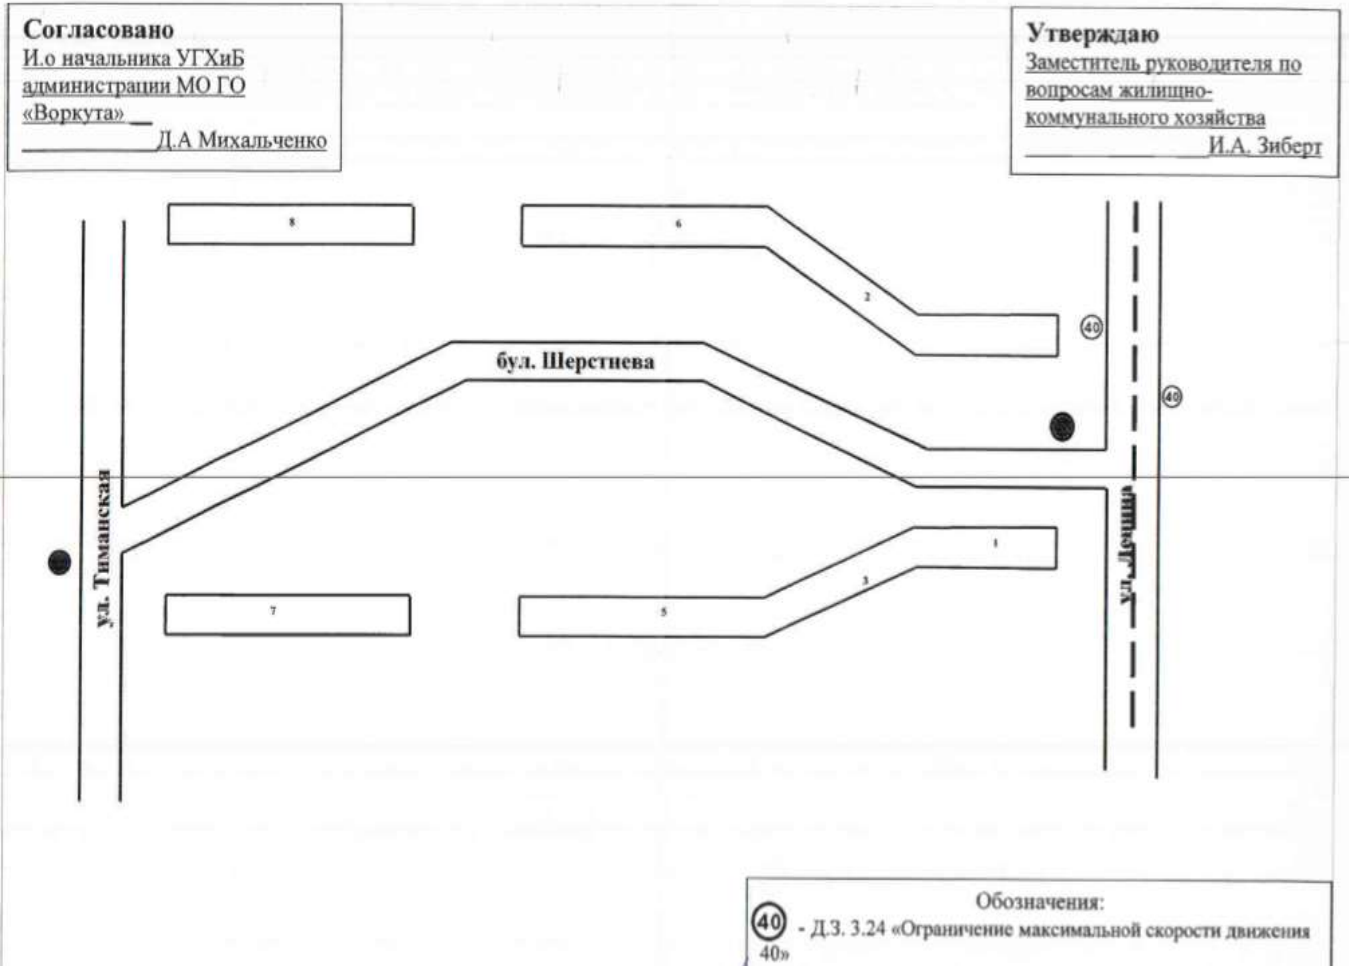 Согласовано
И.о начальника УГХиБ
администрации МО ГО
«Воркута»
Д.А Михальченко
Утверждаю
Заместитель руководителя по
вопросам жилищно-
коммунального хозяйства
И.А. Зиберт
8
6
2
40
бул. Шерстнева
40
ул. Тиманская
ул. Ленина
1
3
7
5
Обозначения:
40 - Д.З. 3.24 «Ограничение максимальной скорости движения
40»